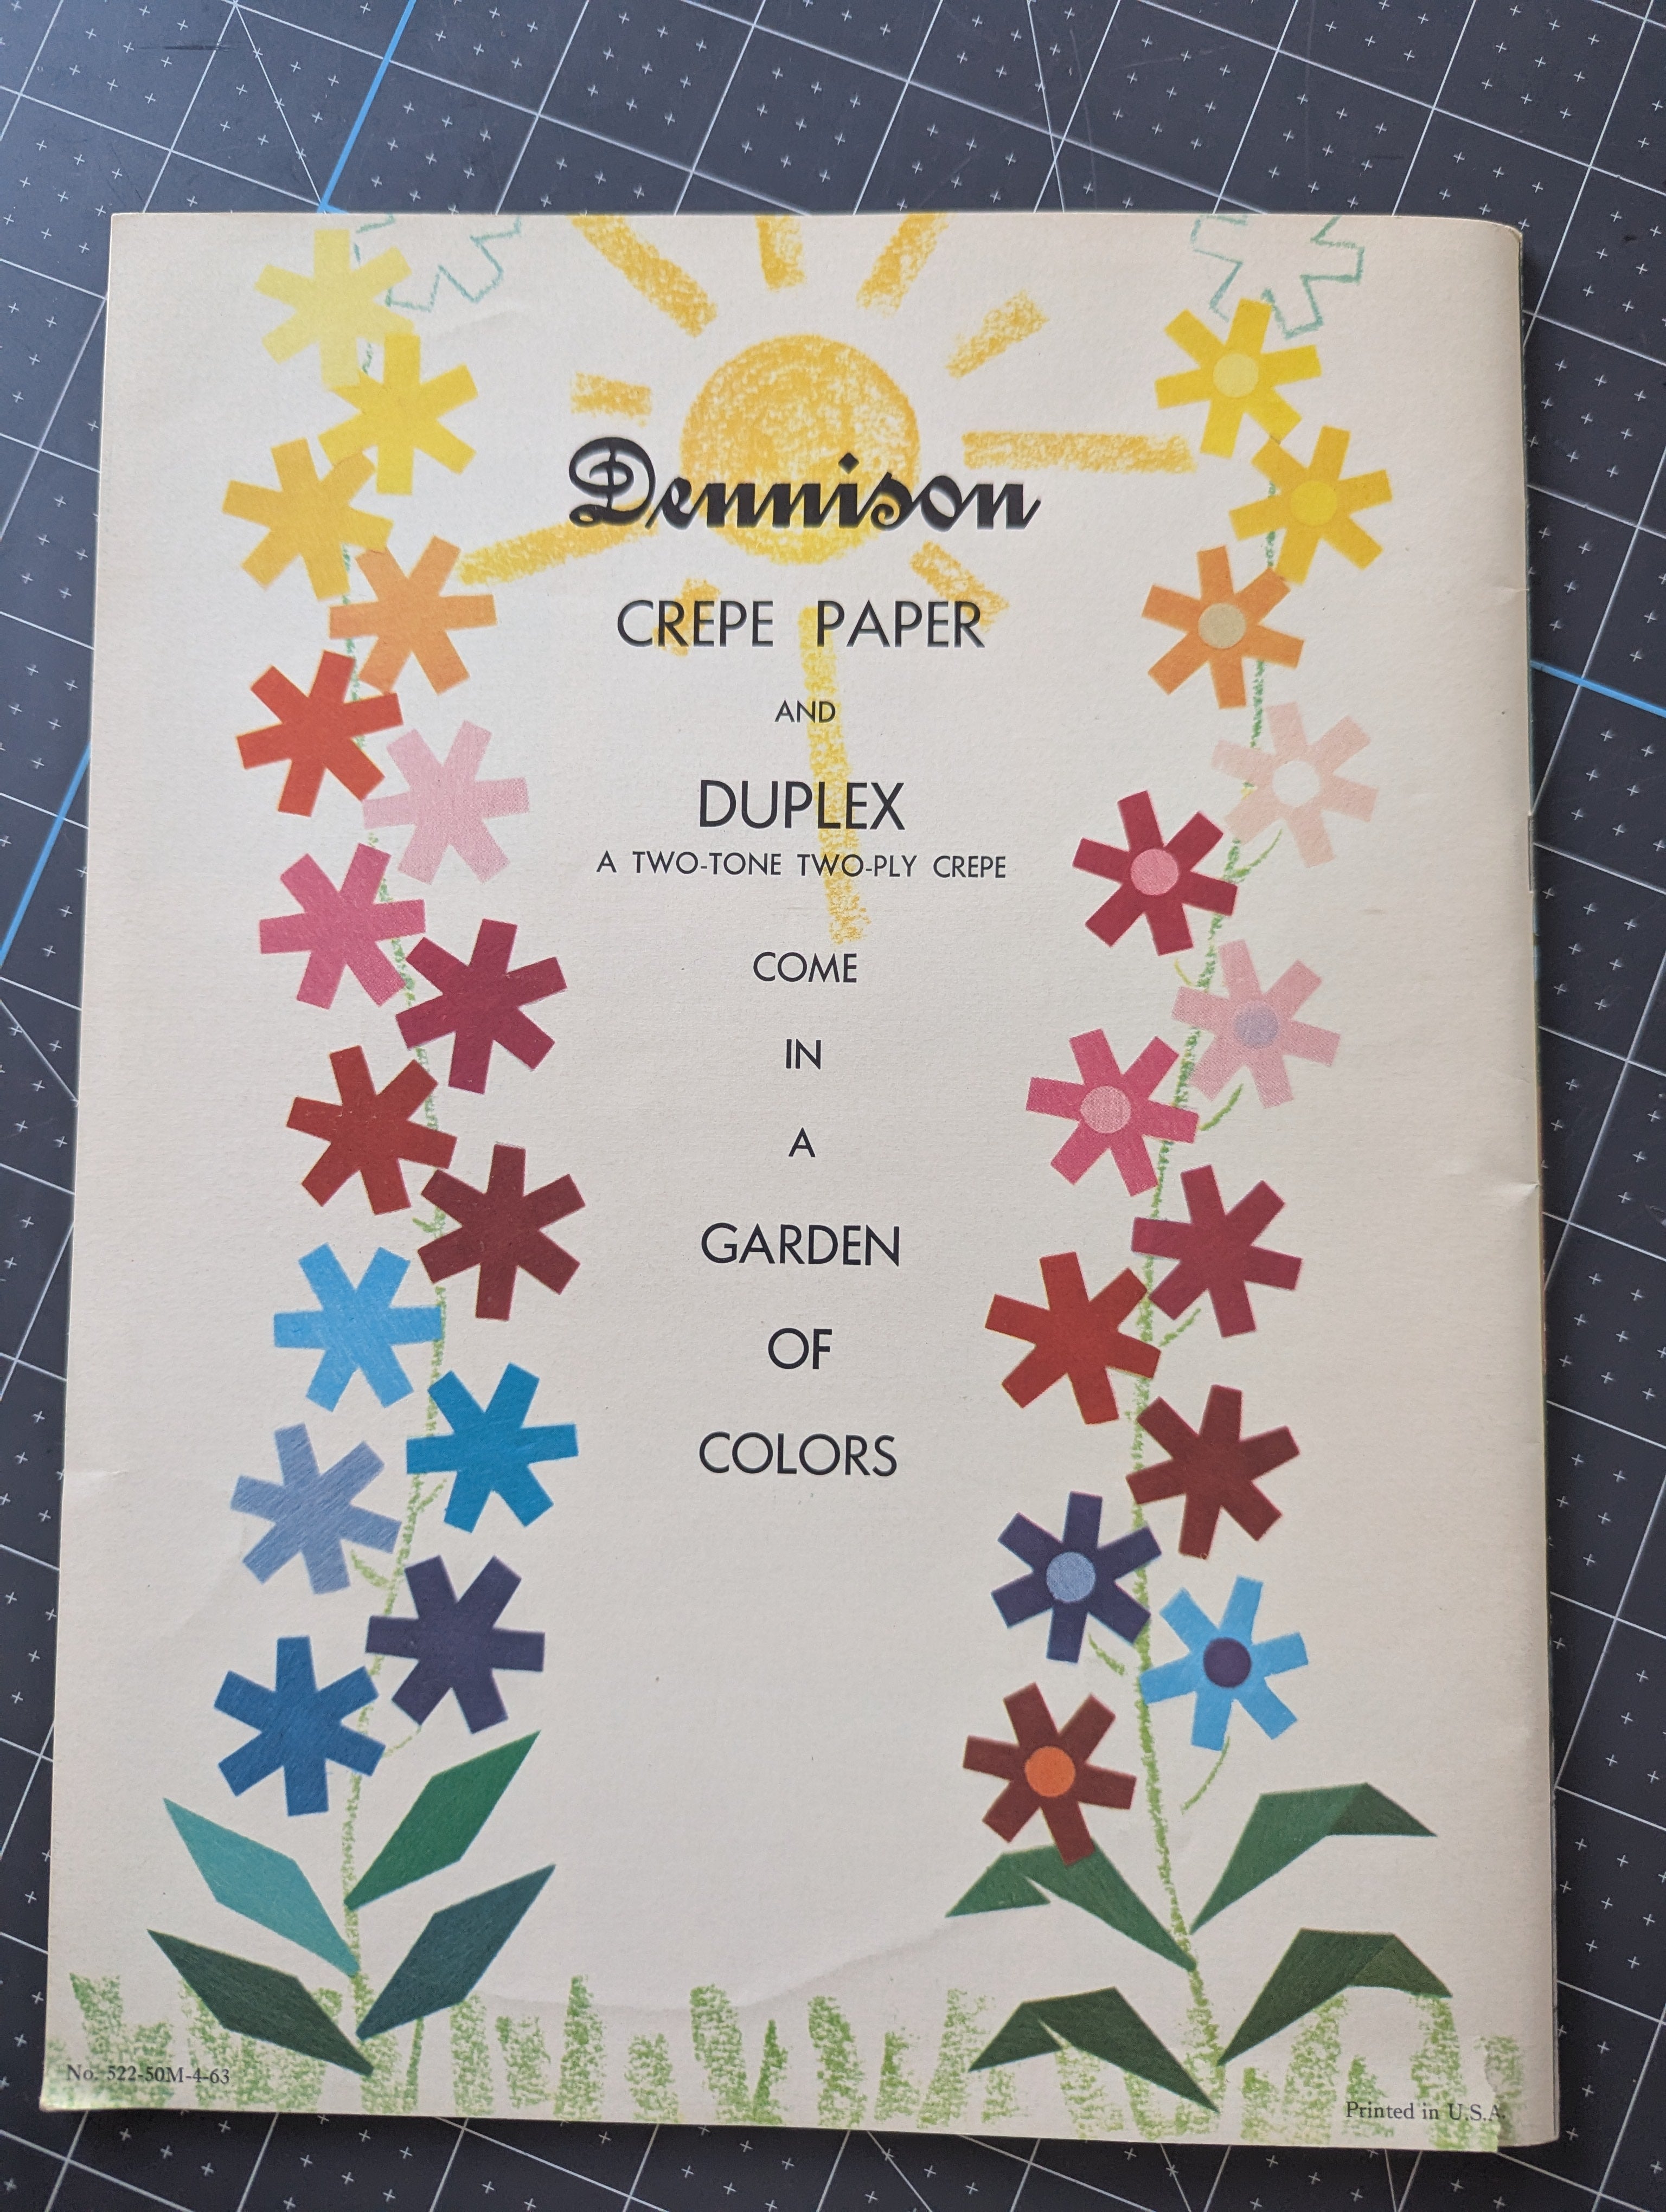 Dennison
CREPE PAPER
AND
DUPLEX
A TWO-TONE TWO-PLY CREPE
COME
IN
A
GARDEN
OF
COLORS
No. 522-50M-4-63
Printed in U.S.A.